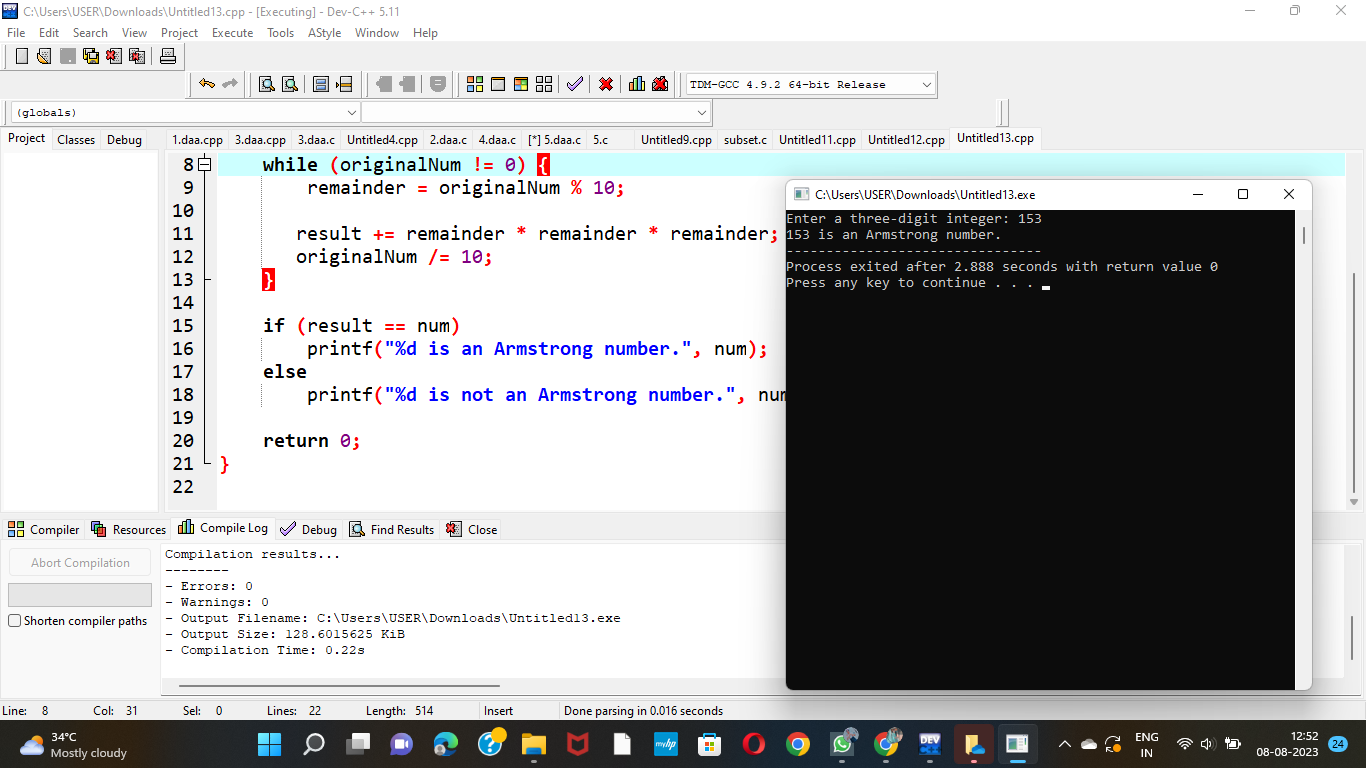 C:\Users\USER\Downloads\Untitled13.cpp - [Executing] - Dev-C++ 5.11
File Edit Search View Project Execute Tools AStyle Window Help
TDM-GCC 4.9.2 64-bit Release
(globals)
Project Classes Debug
1.daa.cpp 3.daa.cpp 3.daa.c Untitled4.cpp 2.daa.c 4.daa.c [*] 5.daa.c 5.c Untitled9.cpp subset.c Untitled11.cpp Untitled12.cpp Untitled13.cpp
8 while (originalNum != 0) {
9 remainder = originalNum % 10;
10
11 result += remainder * remainder * remainder;
12 originalNum /= 10;
13 }
14
15 if (result == num)
16 printf("%d is an Armstrong number.", num);
17 else
18 printf("%d is not an Armstrong number.", num
19
20 return 0;
21 }
22
C:\Users\USER\Downloads\Untitled13.exe
Enter a three-digit integer: 153
153 is an Armstrong number.
--------------------------------
Process exited after 2.888 seconds with return value 0
Press any key to continue . . .
Compiler Resources Compile Log Debug Find Results Close
Abort Compilation
Shorten compiler paths
Compilation results...
--------
- Errors: 0
- Warnings: 0
- Output Filename: C:\Users\USER\Downloads\Untitled13.exe
- Output Size: 128.6015625 KiB
- Compilation Time: 0.22s
Line: 8 Col: 31 Sel: 0 Lines: 22 Length: 514 Insert Done parsing in 0.016 seconds
34°C
Mostly cloudy
myhp
DEV
ENG
IN
12:52
08-08-2023
24